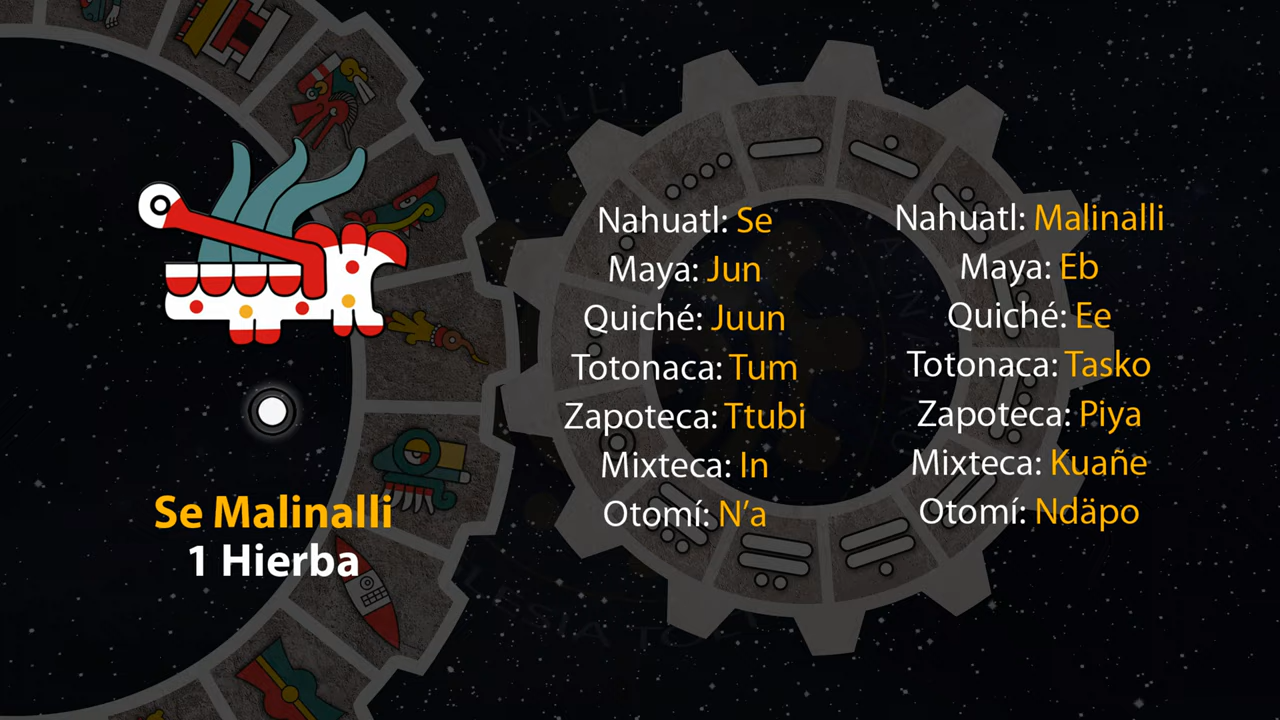 Se Malinalli
1 Hierba
Nahuatl: Se
Maya: Jun
Quiché: Juun
Totonaca: Tum
Zapoteca: Ttubi
Mixteca: In
Otomí: N’a
Nahuatl: Malinalli
Maya: Eb
Quiché: Ee
Totonaca: Tasko
Zapoteca: Piya
Mixteca: Kuañe
Otomí: Ndäpo